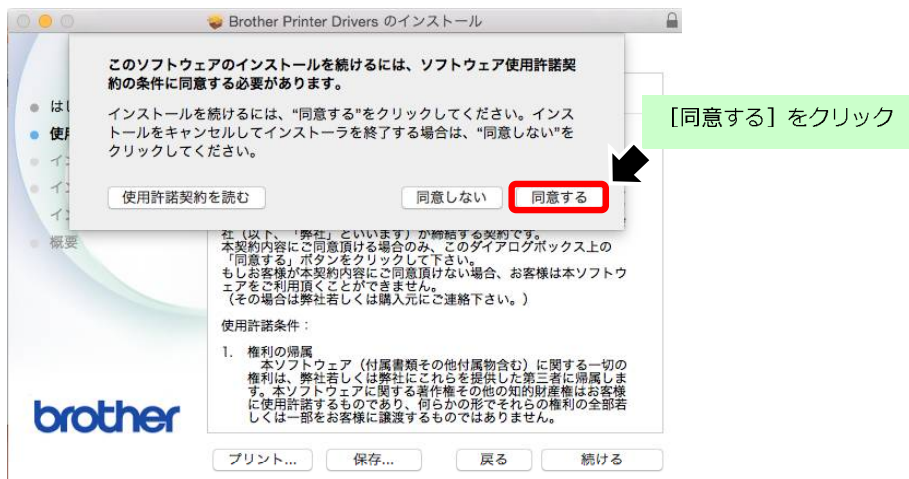 Brother Printer Drivers のインストール
このソフトウェアのインストールを続けるには、ソフトウェア使用許諾契
約の条件に同意する必要があります。
インストールを続けるには、“同意する”をクリックしてください。インス
トールをキャンセルしてインストーラを終了する場合は、“同意しない”を
クリックしてください。
使用許諾契約を読む
同意しない
同意する
［同意する］をクリック
は
使
イ
イ
イ
概要
社（以下、「弊社」といいます）が締結する契約です。
本契約内容にご同意頂ける場合のみ、このダイアログボックス上の
「同意する」ボタンをクリックして下さい。
もしお客様が本契約内容にご同意頂けない場合、お客様は本ソフトウ
ェアをご利用頂くことができません。
（その場合は弊社若しくは購入元にご連絡下さい。）
使用許諾条件：
1. 権利の帰属
本ソフトウェア（付属書類その他付属物含む）に関する一切の
権利は、弊社若しくは弊社にこれらを提供した第三者に帰属しま
す。本ソフトウェアに関する著作権その他の知的財産権はお客様
に使用許諾するものであり、何らかの形でそれらの権利の全部若
しくは一部をお客様に譲渡するものではありません。
brother
プリント...
保存...
戻る
続ける